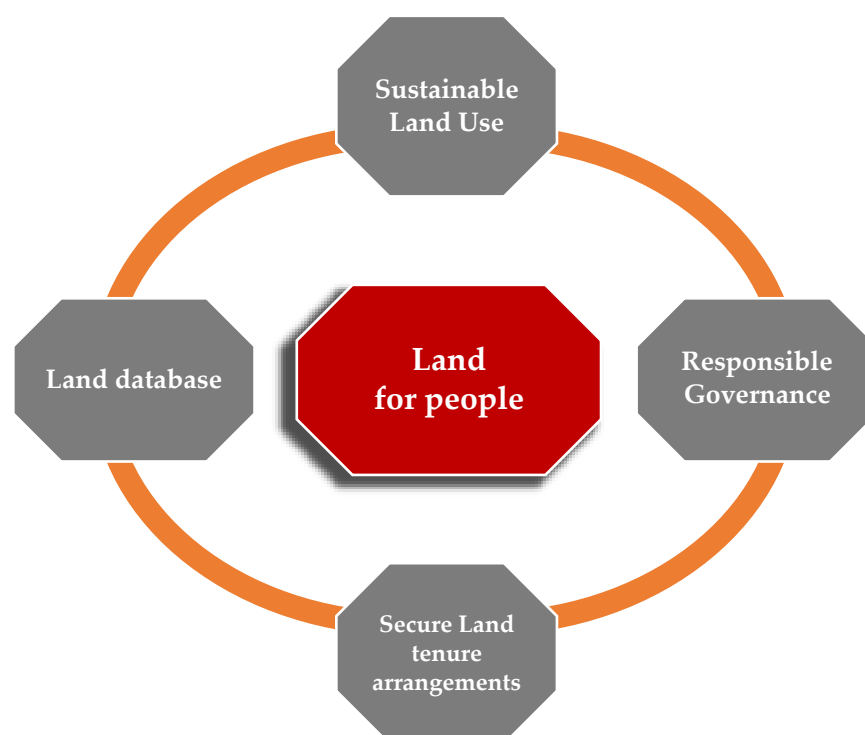 Sustainable
Land Use
Land database
Land
for people
Responsible
Governance
Secure Land
tenure
arrangements